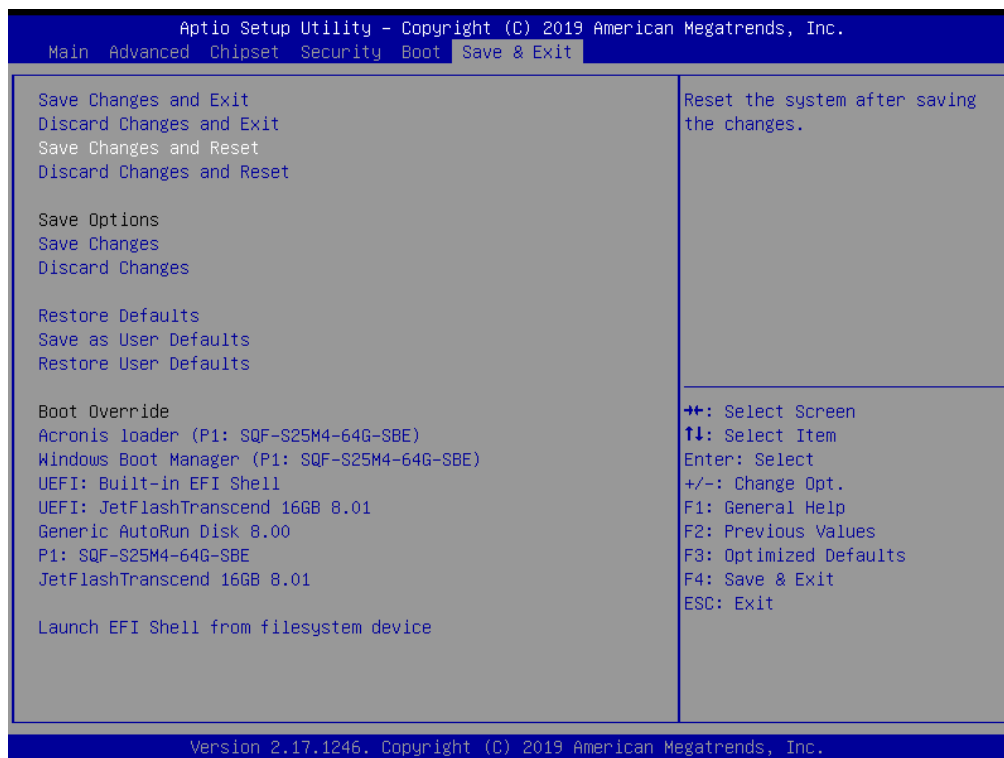 Aptio Setup Utility – Copyright (C) 2019 American Megatrends, Inc.
Main Advanced Chipset Security Boot Save & Exit
Save Changes and Exit
Discard Changes and Exit
Save Changes and Reset
Discard Changes and Reset
Save Options
Save Changes
Discard Changes
Restore Defaults
Save as User Defaults
Restore User Defaults
Boot Override
Acronis loader (P1: SQF-S25M4-64G-SBE)
Windows Boot Manager (P1: SQF-S25M4-64G-SBE)
UEFI: Built-in EFI Shell
UEFI: JetFlashTranscend 16GB 8.01
Generic AutoRun Disk 8.00
P1: SQF-S25M4-64G-SBE
JetFlashTranscend 16GB 8.01
Launch EFI Shell from filesystem device
Reset the system after saving
the changes.
→←: Select Screen
↑↓: Select Item
Enter: Select
+/-: Change Opt.
F1: General Help
F2: Previous Values
F3: Optimized Defaults
F4: Save & Exit
ESC: Exit
Version 2.17.1246. Copyright (C) 2019 American Megatrends, Inc.